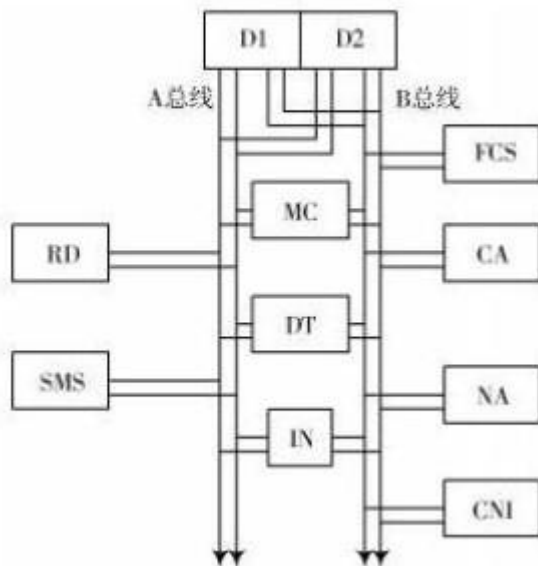 D1 D2
A总线 B总线
FCS
MC
RD CA
DT
SMS NA
IN
CNI